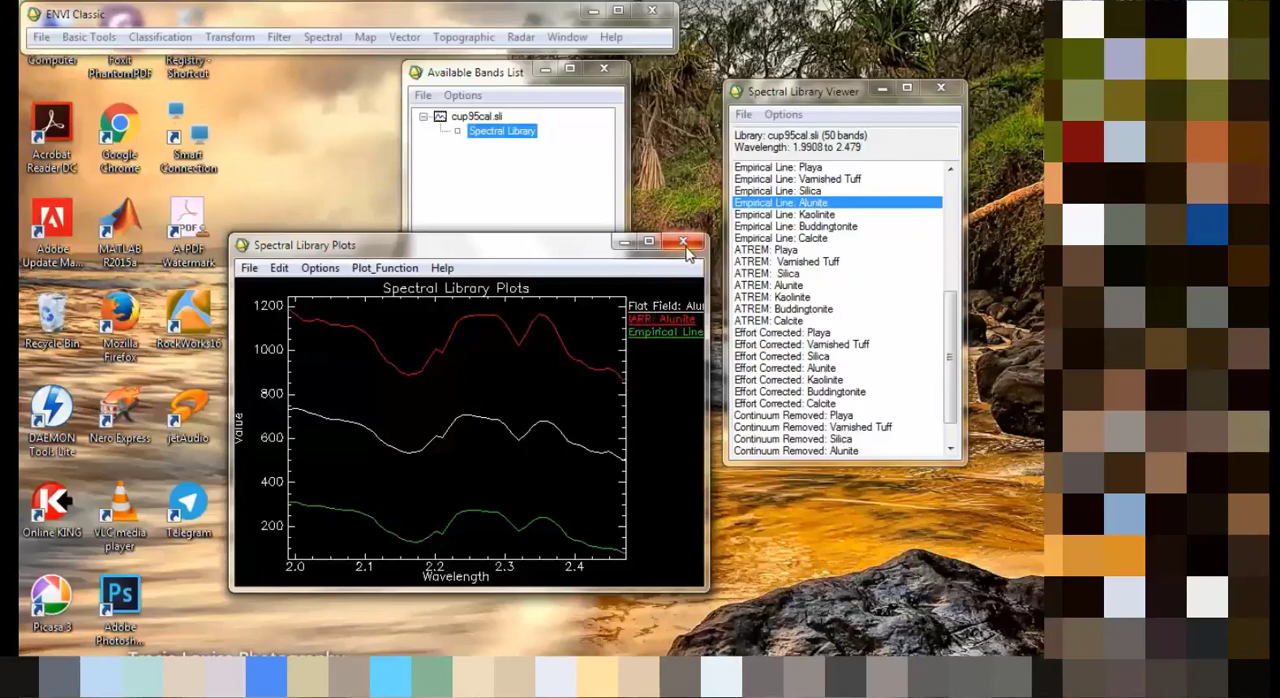 ENVI Classic
File Basic Tools Classification Transform Filter Spectral Map Vector Topographic Radar Window Help
Computer
Foxit PhantomPDF
Registry - Shortcut
Acrobat Reader DC
Google Chrome
Smart Connection
Adobe Update Ma...
MATLAB R2015a
A-PDF Watermark
Recycle Bin
Mozilla Firefox
RockWorks16
DAEMON Tools Lite
Nero Express
jetAudio
Online KING
VLC media player
Telegram
Picasa 3
Adobe Photosh...
Available Bands List
File Options
cup95cal.sli
Spectral Library
Spectral Library Plots
File Edit Options Plot_Function Help
Spectral Library Plots
Flat Field: Alu
IARR: Alunite
Empirical Line
1200
1000
800
600
400
200
Value
2.0 2.1 2.2 2.3 2.4
Wavelength
Spectral Library Viewer
File Options
Library: cup95cal.sli (50 bands)
Wavelength: 1.9908 to 2.479
Empirical Line: Playa
Empirical Line: Varnished Tuff
Empirical Line: Silica
Empirical Line: Alunite
Empirical Line: Kaolinite
Empirical Line: Buddingtonite
Empirical Line: Calcite
ATREM: Playa
ATREM: Varnished Tuff
ATREM: Silica
ATREM: Alunite
ATREM: Kaolinite
ATREM: Buddingtonite
ATREM: Calcite
Effort Corrected: Playa
Effort Corrected: Varnished Tuff
Effort Corrected: Silica
Effort Corrected: Alunite
Effort Corrected: Kaolinite
Effort Corrected: Buddingtonite
Effort Corrected: Calcite
Continuum Removed: Playa
Continuum Removed: Varnished Tuff
Continuum Removed: Silica
Continuum Removed: Alunite